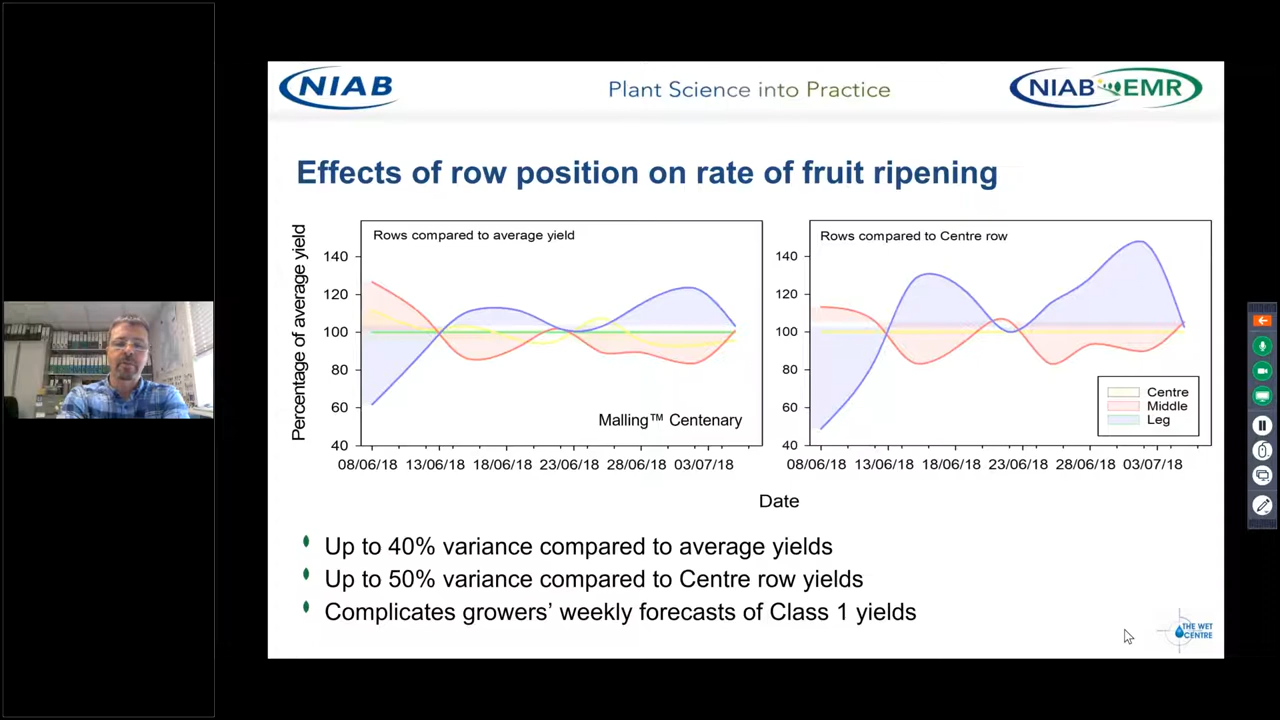 NIAB
Plant Science into Practice
NIAB EMR
Effects of row position on rate of fruit ripening
Percentage of average yield
Rows compared to average yield
140
120
100
80
60
40
Malling™ Centenary
08/06/18 13/06/18 18/06/18 23/06/18 28/06/18 03/07/18
Rows compared to Centre row
140
120
100
80
60
40
Centre
Middle
Leg
08/06/18 13/06/18 18/06/18 23/06/18 28/06/18 03/07/18
Date
Up to 40% variance compared to average yields
Up to 50% variance compared to Centre row yields
Complicates growers’ weekly forecasts of Class 1 yields
THE WET
CENTRE